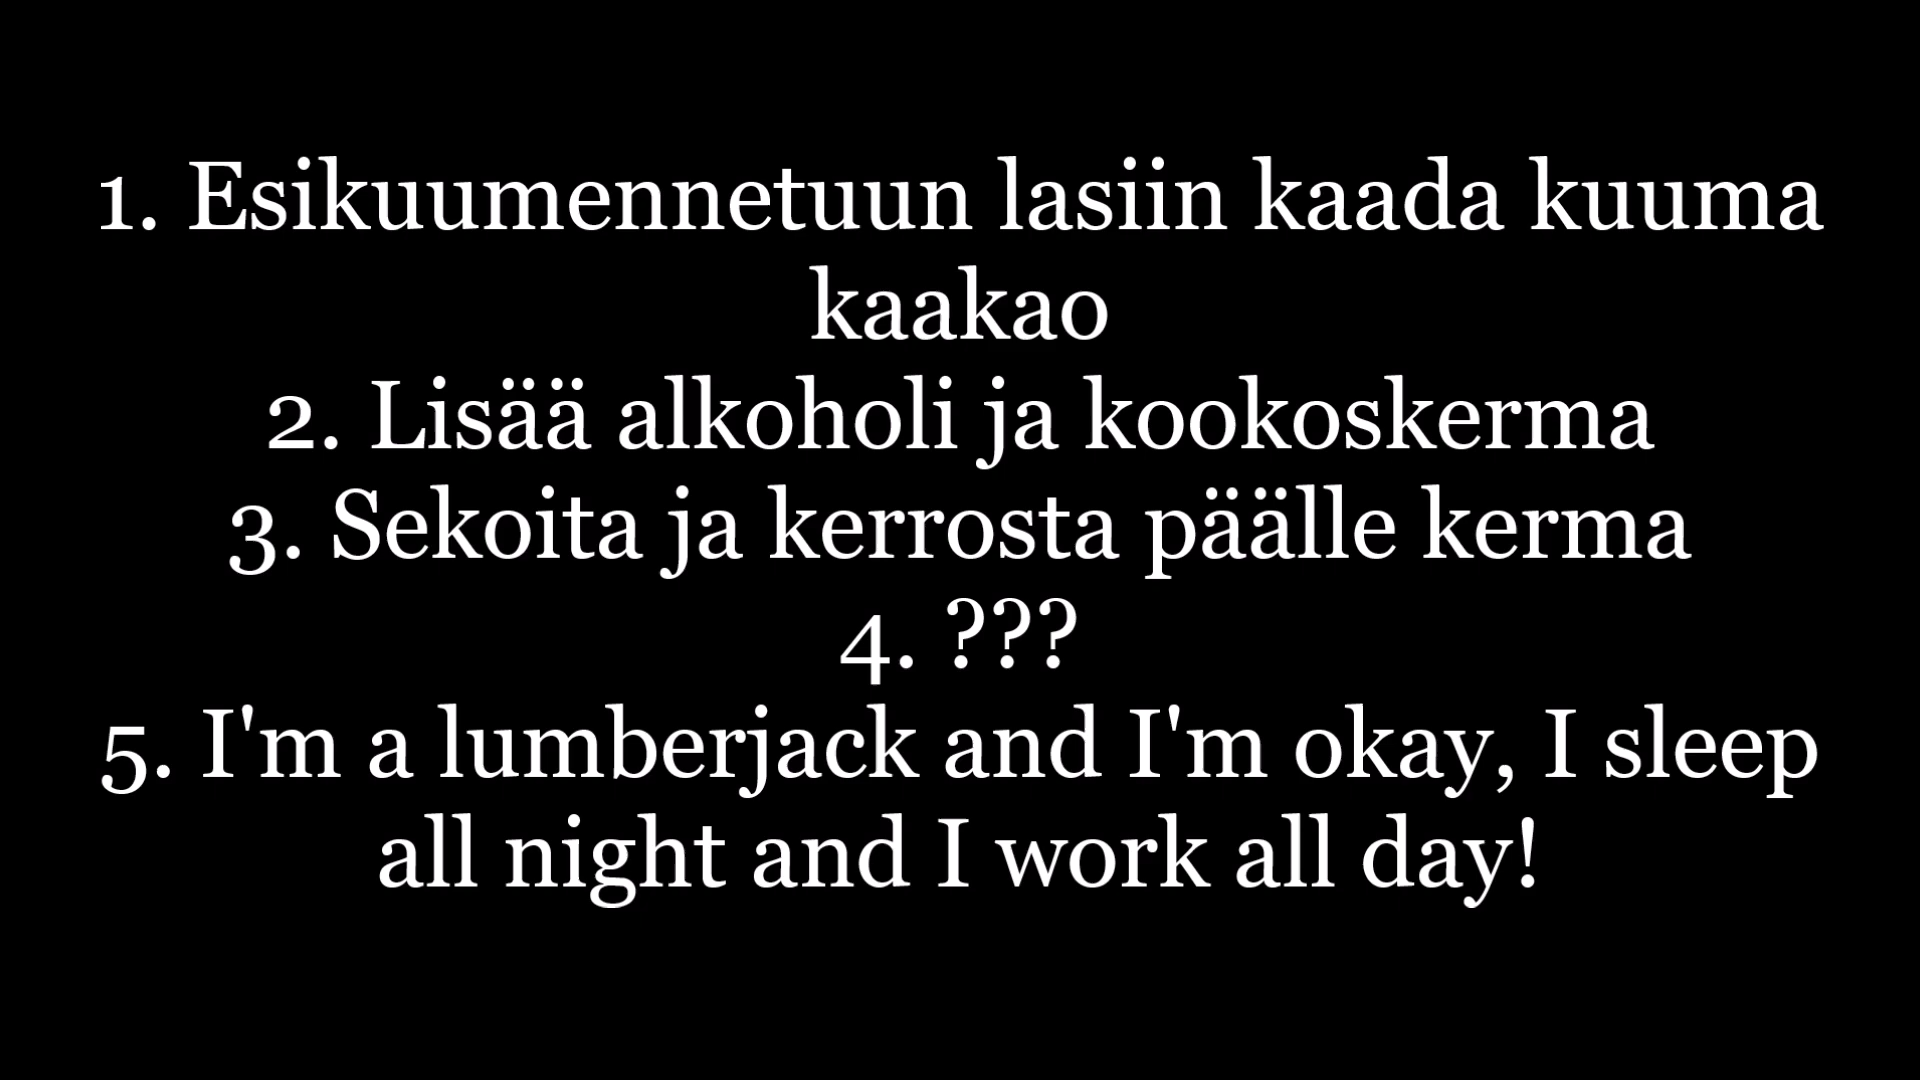 1. Esikuumennetuun lasiin kaada kuuma
kaakao
2. Lisää alkoholi ja kookoskerma
3. Sekoita ja kerrosta päälle kerma
4. ???
5. I'm a lumberjack and I'm okay, I sleep
all night and I work all day!